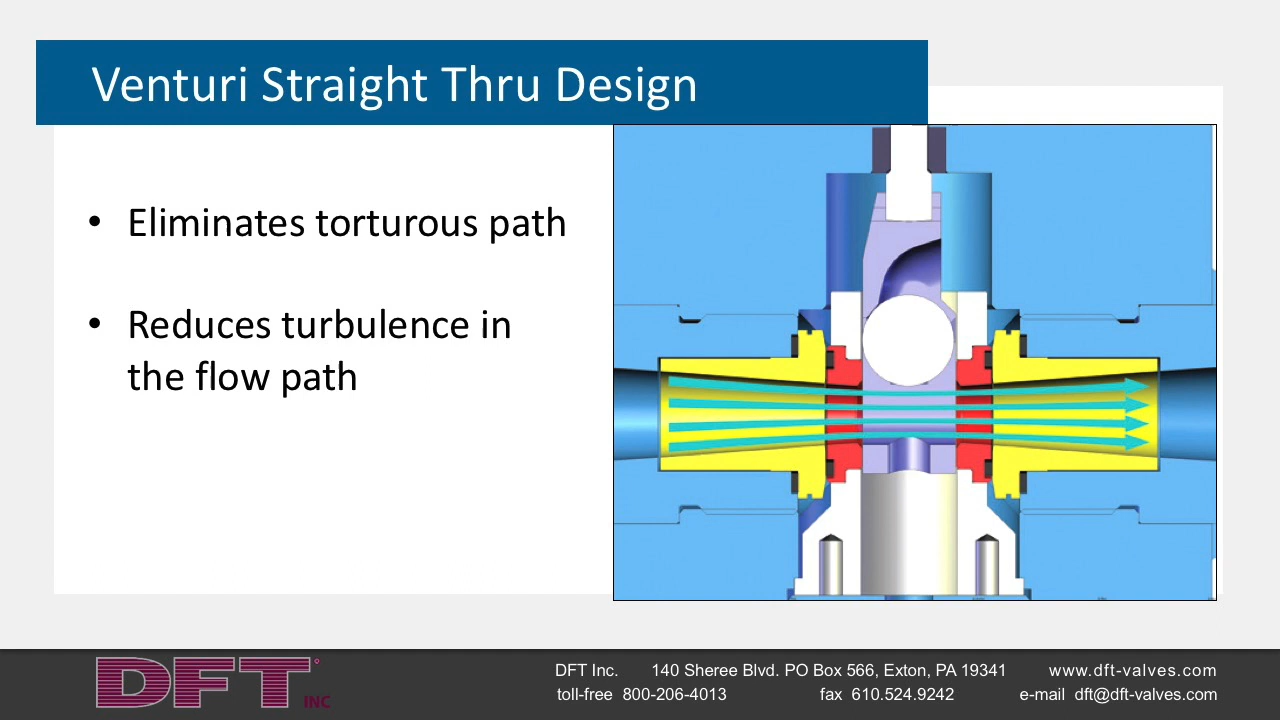 Venturi Straight Thru Design
• Eliminates torturous path
• Reduces turbulence in
the flow path
DFT INC
DFT Inc. 140 Sheree Blvd. PO Box 566, Exton, PA 19341 www.dft-valves.com
toll-free 800-206-4013 fax 610.524.9242 e-mail dft@dft-valves.com